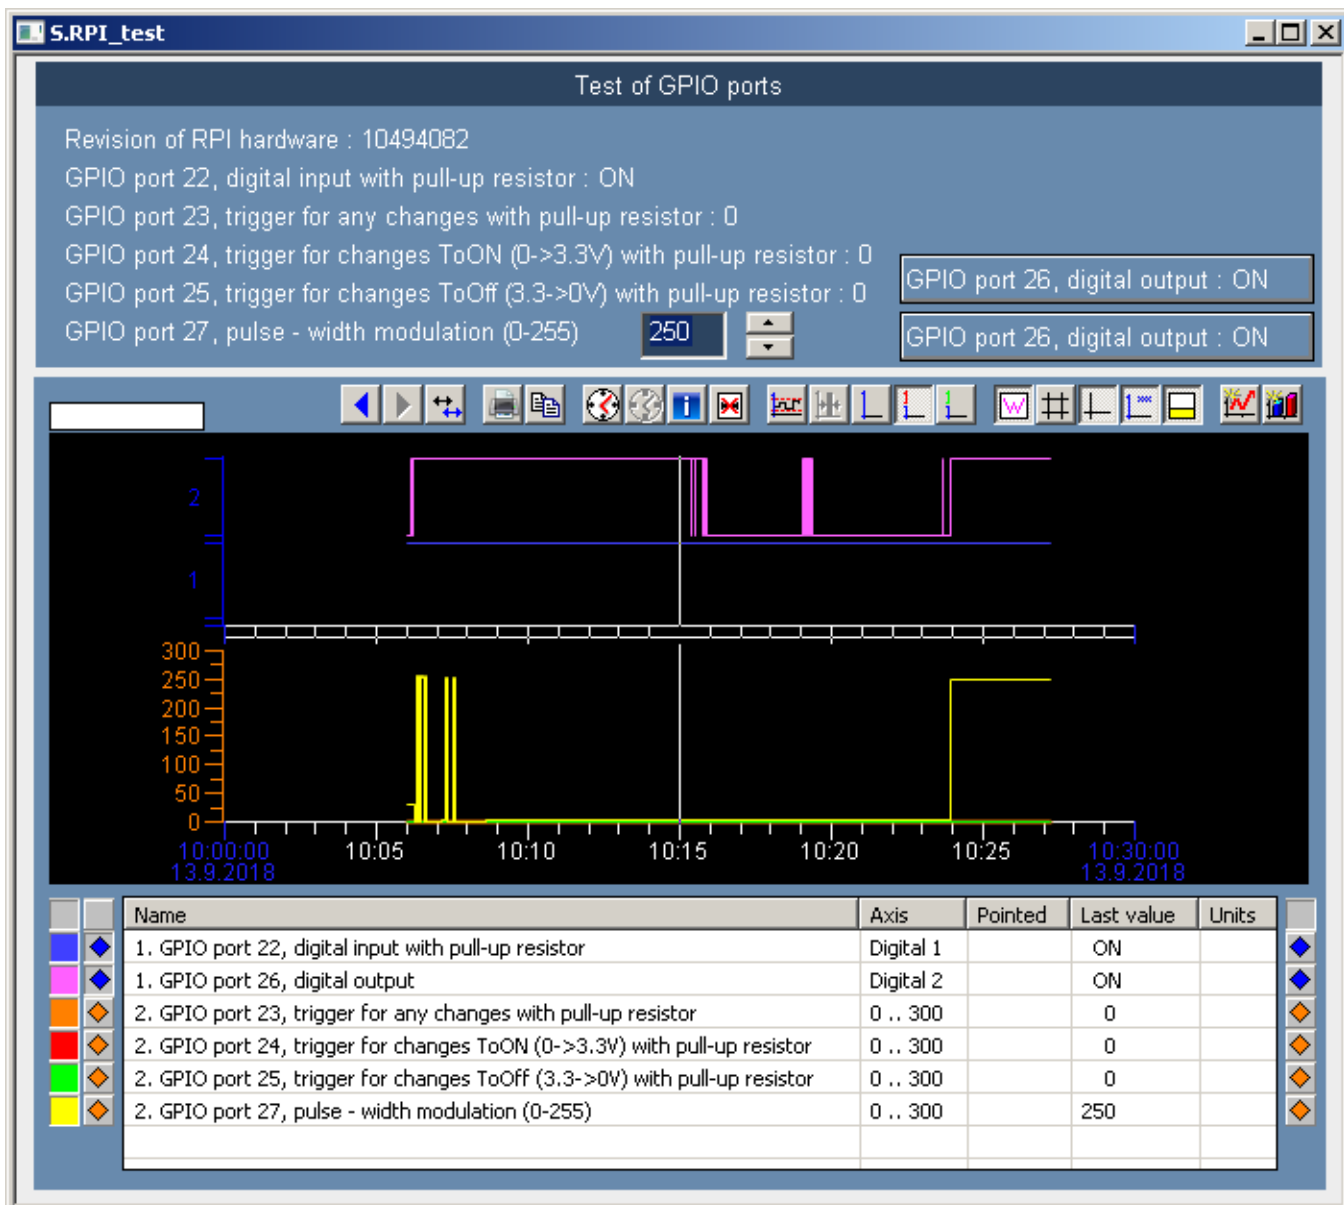 S.RPI_test
Test of GPIO ports
Revision of RPI hardware : 10494082
GPIO port 22, digital input with pull-up resistor : ON
GPIO port 23, trigger for any changes with pull-up resistor : 0
GPIO port 24, trigger for changes ToON (0->3.3V) with pull-up resistor : 0
GPIO port 25, trigger for changes ToOff (3.3->0V) with pull-up resistor : 0
GPIO port 26, digital output : ON
GPIO port 27, pulse - width modulation (0-255) 250
GPIO port 26, digital output : ON
2
1
300
250
200
150
100
50
0
10:00:00 10:05 10:10 10:15 10:20 10:25 10:30:00
13.9.2018 13.9.2018
Name Axis Pointed Last value Units
1. GPIO port 22, digital input with pull-up resistor Digital 1 ON
1. GPIO port 26, digital output Digital 2 ON
2. GPIO port 23, trigger for any changes with pull-up resistor 0 .. 300 0
2. GPIO port 24, trigger for changes ToON (0->3.3V) with pull-up resistor 0 .. 300 0
2. GPIO port 25, trigger for changes ToOff (3.3->0V) with pull-up resistor 0 .. 300 0
2. GPIO port 27, pulse - width modulation (0-255) 0 .. 300 250